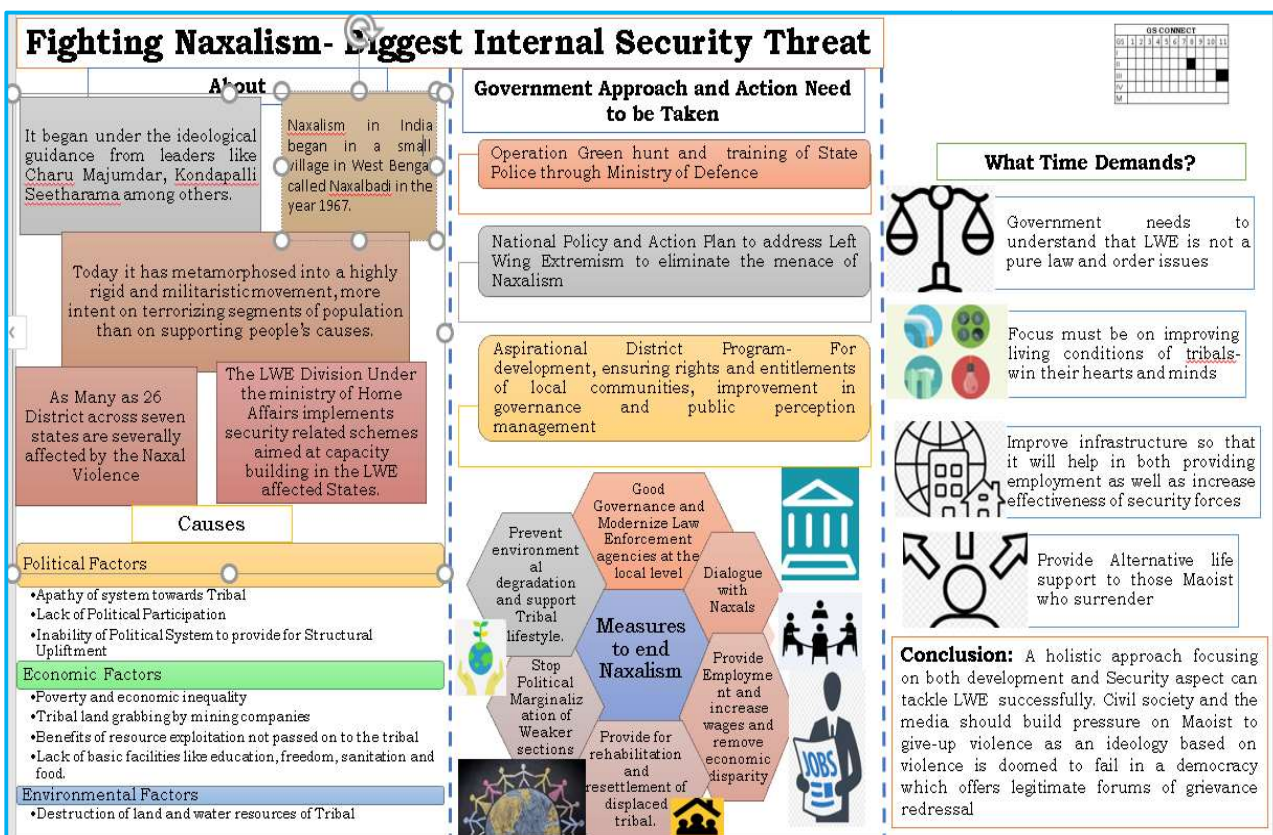 Fighting Naxalism- Biggest Internal Security Threat
About
It began under the ideological
guidance from leaders like
Charu Majumdar, Kondapalli
Seetharama among others.
Naxalism in India
began in a small
village in West Bengal
called Naxalbadi in the
year 1967.
Today it has metamorphosed into a highly
rigid and militaristic movement, more
intent on terrorizing segments of population
than on supporting people's causes.
As Many as 26
District across seven
states are severally
affected by the Naxal
Violence
The LWE Division Under
the ministry of Home
Affairs implements
security related schemes
aimed at capacity
building in the LWE
affected States.
Causes
Political Factors
•Apathy of system towards Tribal
•Lack of Political Participation
•Inability of Political System to provide for Structural
Upliftment
Economic Factors
•Poverty and economic inequality
•Tribal land grabbing by mining companies
•Benefits of resource exploitation not passed on to the tribal
•Lack of basic facilities like education, freedom, sanitation and
food.
Environmental Factors
•Destruction of land and water resources of Tribal
Government Approach and Action Need
to be Taken
Operation Green hunt and training of State
Police through Ministry of Defence
National Policy and Action Plan to address Left
Wing Extremism to eliminate the menace of
Naxalism
Aspirational District Program- For
development, ensuring rights and entitlements
of local communities, improvement in
governance and public perception
management
Good
Governance and
Modernize Law
Enforcement
agencies at the
local level
Dialogue
with
Naxals
Provide
Employme
nt and
increase
wages and
remove
economic
disparity
Provide for
rehabilitation
and
resettlement of
displaced
tribal.
Stop
Political
Marginaliz
ation of
Weaker
sections
Prevent
environment
al
degradation
and support
Tribal
lifestyle.
Measures
to end
Naxalism
JOBS
GS CONNECT
GS 1 2 3 4 5 6 7 8 9 10 11
I
II
III
IV
M
What Time Demands?
Government needs to
understand that LWE is not a
pure law and order issues
Focus must be on improving
living conditions of tribals-
win their hearts and minds
Improve infrastructure so that
it will help in both providing
employment as well as increase
effectiveness of security forces
Provide Alternative life
support to those Maoist
who surrender
Conclusion: A holistic approach focusing
on both development and Security aspect can
tackle LWE successfully. Civil society and the
media should build pressure on Maoist to
give-up violence as an ideology based on
violence is doomed to fail in a democracy
which offers legitimate forums of grievance
redressal